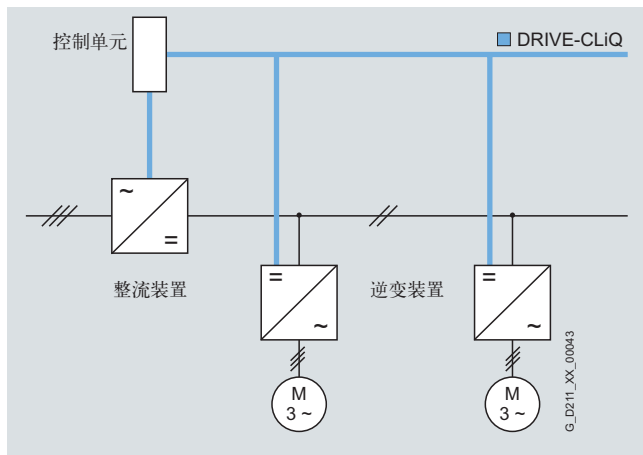 控制单元
DRIVE-CLiQ
~
=
整流装置
=
~
逆变装置
=
~
M
3 ~
M
3 ~
G_D211_XX_00043